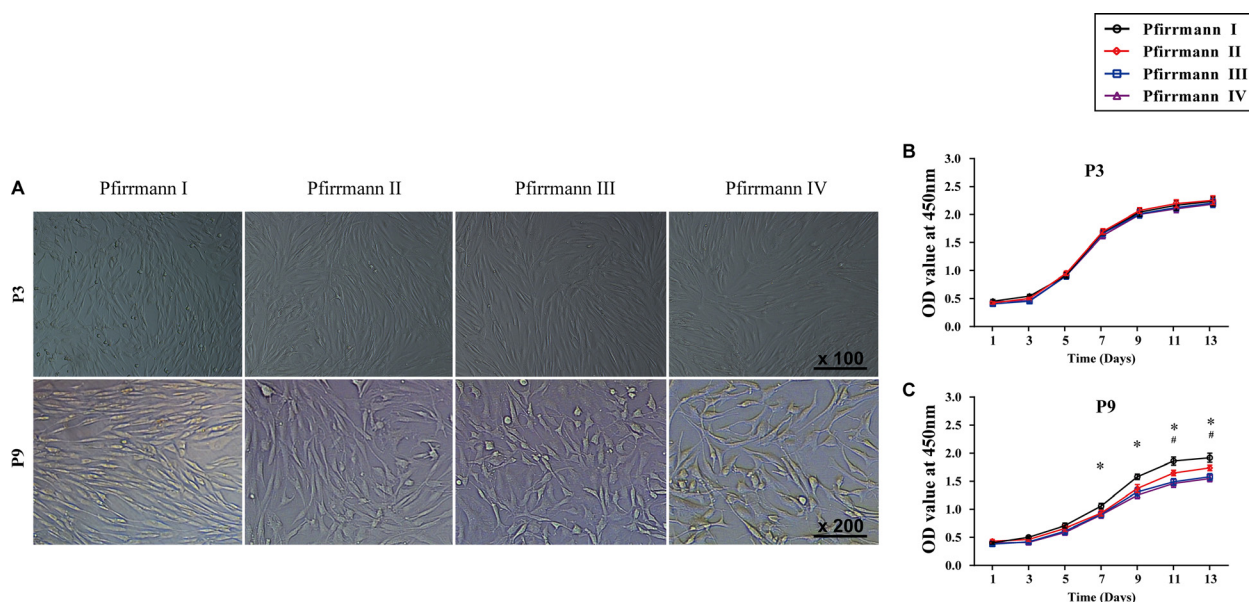 Pfirrmann I
Pfirrmann II
Pfirrmann III
Pfirrmann IV
A
Pfirrmann I
Pfirrmann II
Pfirrmann III
Pfirrmann IV
P3
x 100
P9
x 200
B
P3
OD value at 450nm
3.0
2.5
2.0
1.5
1.0
0.5
0.0
1 3 5 7 9 11 13
Time (Days)
C
P9
OD value at 450nm
3.0
2.5
2.0
1.5
1.0
0.5
0.0
* * * *
# #
1 3 5 7 9 11 13
Time (Days)